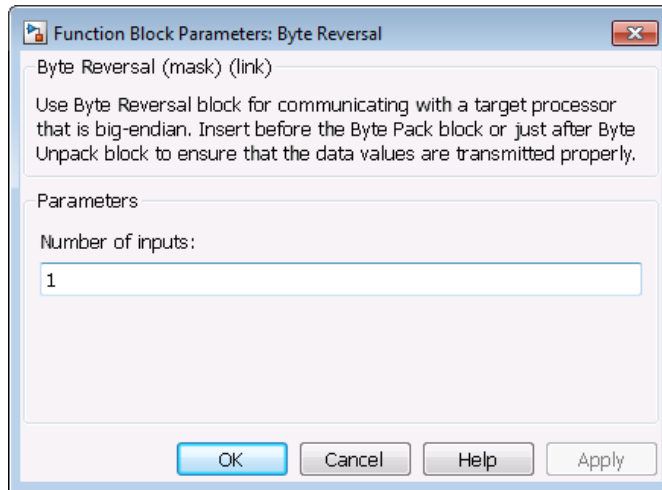 Function Block Parameters: Byte Reversal
Byte Reversal (mask) (link)
Use Byte Reversal block for communicating with a target processor
that is big-endian. Insert before the Byte Pack block or just after Byte
Unpack block to ensure that the data values are transmitted properly.
Parameters
Number of inputs:
1
OK Cancel Help Apply